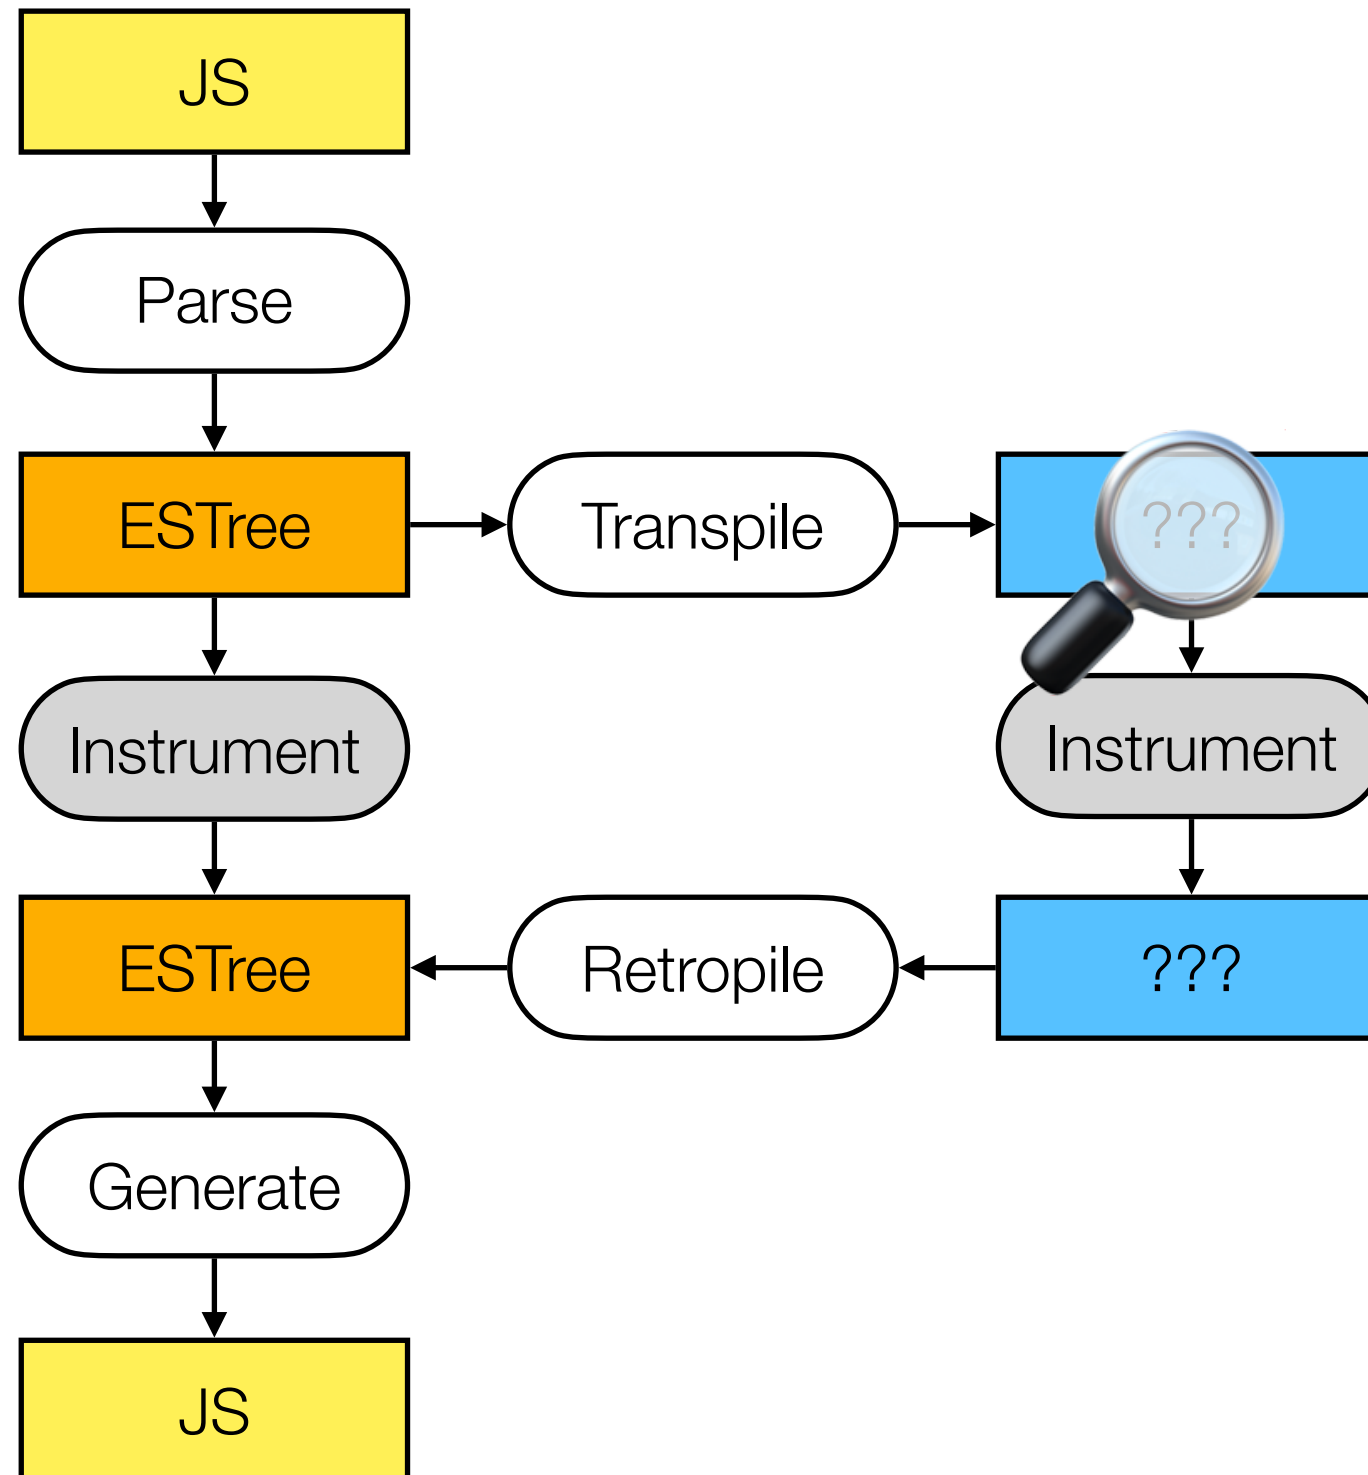 JS
Parse
ESTree
Transpile
???
Instrument
Instrument
ESTree
Retropile
???
Generate
JS